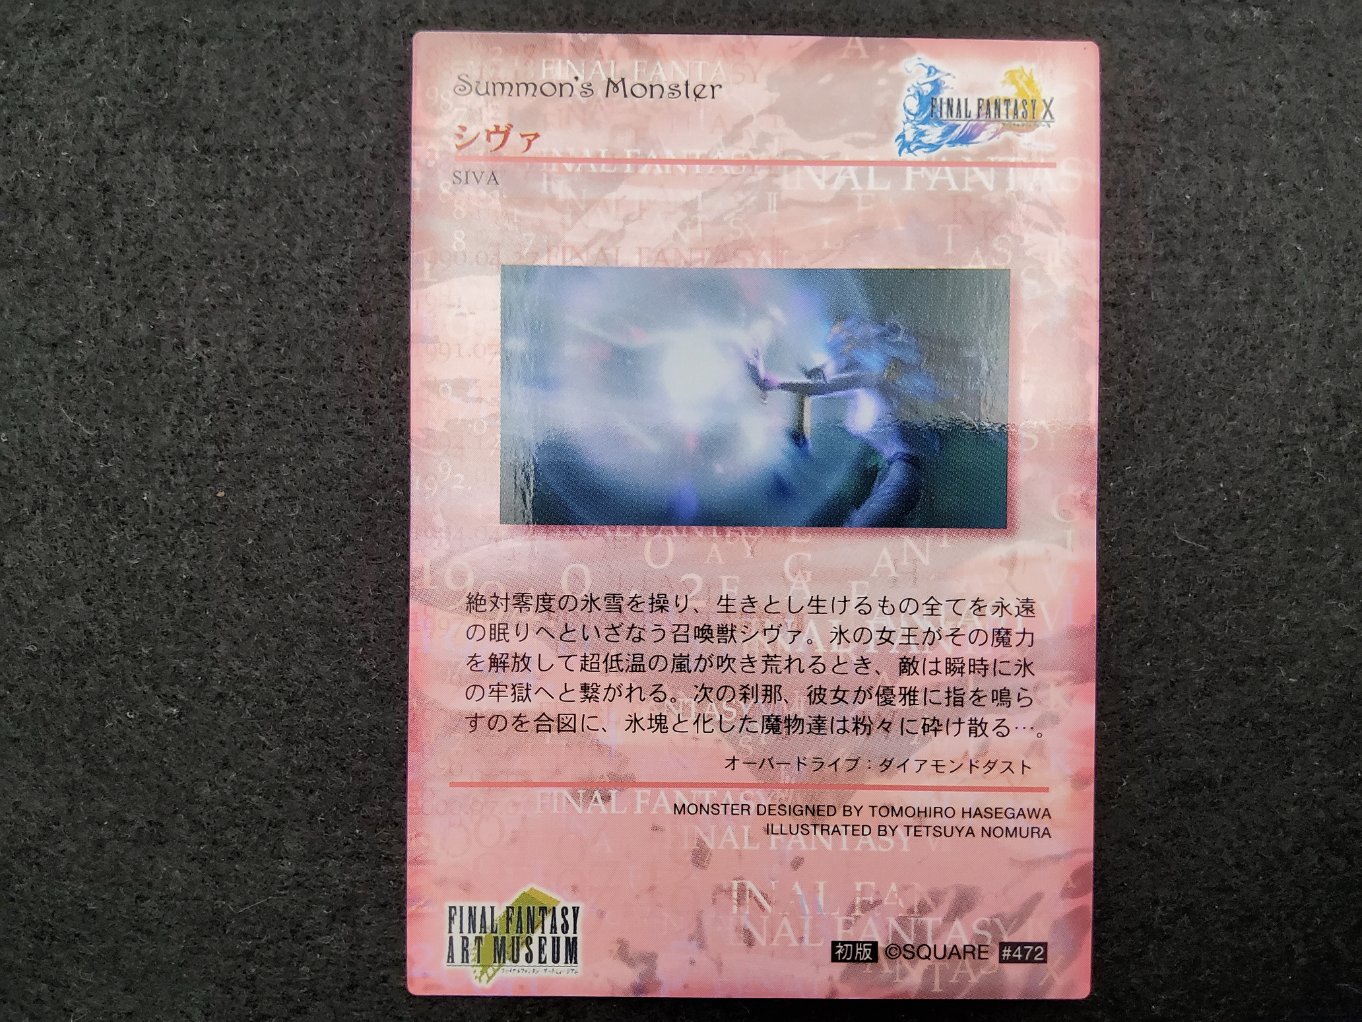 Summon's Monster
FINAL FANTASY X
シヴァ
SIVA
絶対零度の氷雪を操り、生きとし生けるもの全てを永遠
の眠りへといざなう召喚獣シヴァ。氷の女王がその魔力
を解放して超低温の嵐が吹き荒れるとき、敵は瞬時に氷
の牢獄へと繋がれる。次の刹那、彼女が優雅に指を鳴ら
すのを合図に、氷塊と化した魔物達は粉々に砕け散る…。
オーバードライブ：ダイアモンドダスト
MONSTER DESIGNED BY TOMOHIRO HASEGAWA
ILLUSTRATED BY TETSUYA NOMURA
FINAL FANTASY
ART MUSEUM
初版 ©SQUARE #472